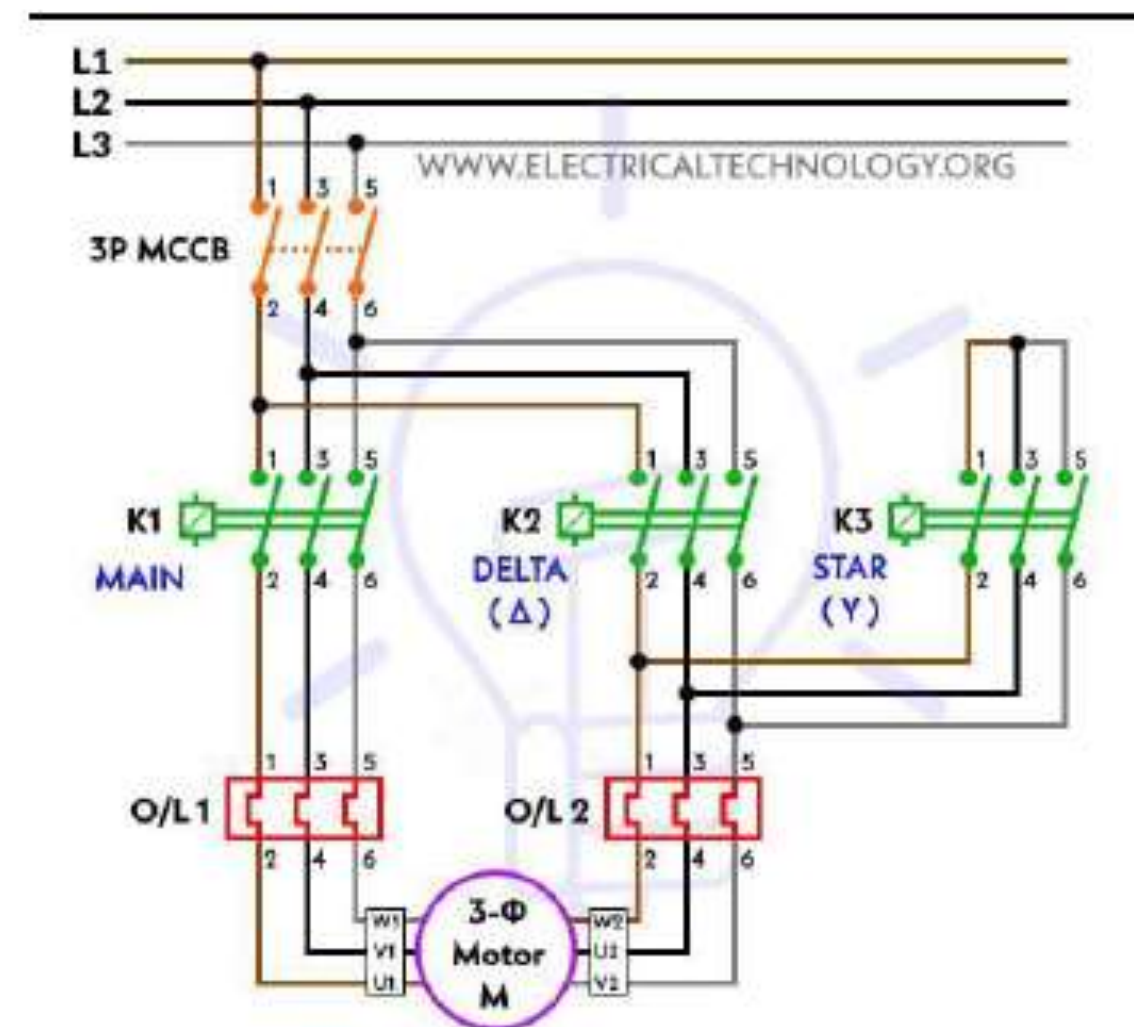 L1
L2
L3
WWW.ELECTRICALTECHNOLOGY.ORG
1 3 5
3P MCCB
2 4 6
1 3 5
1 3 5
1 3 5
K1
K2
K3
MAIN
2 4 6
DELTA
(Δ)
2 4 6
STAR
(Y)
2 4 6
1 3 5
1 3 5
O/L 1
O/L 2
2 4 6
2 4 6
W1
V1
U1
3-Φ
Motor
M
W2
V2